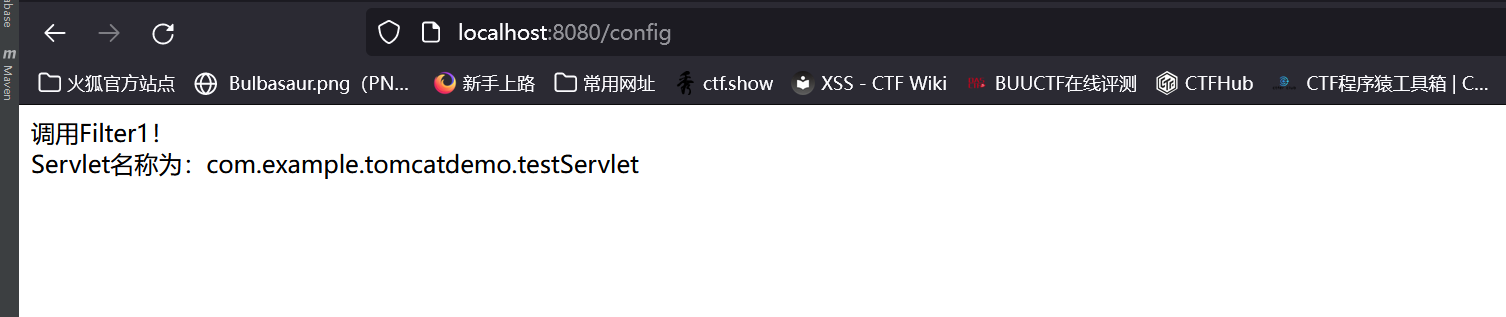 abase
m Maven
localhost:8080/config
火狐官方站点 Bulbasaur.png（PN... 新手上路 常用网址 ctf.show XSS - CTF Wiki BUUCTF在线评测 CTFHub CTF程序猿工具箱 | C...
调用Filter1！
Servlet名称为：com.example.tomcatdemo.testServlet